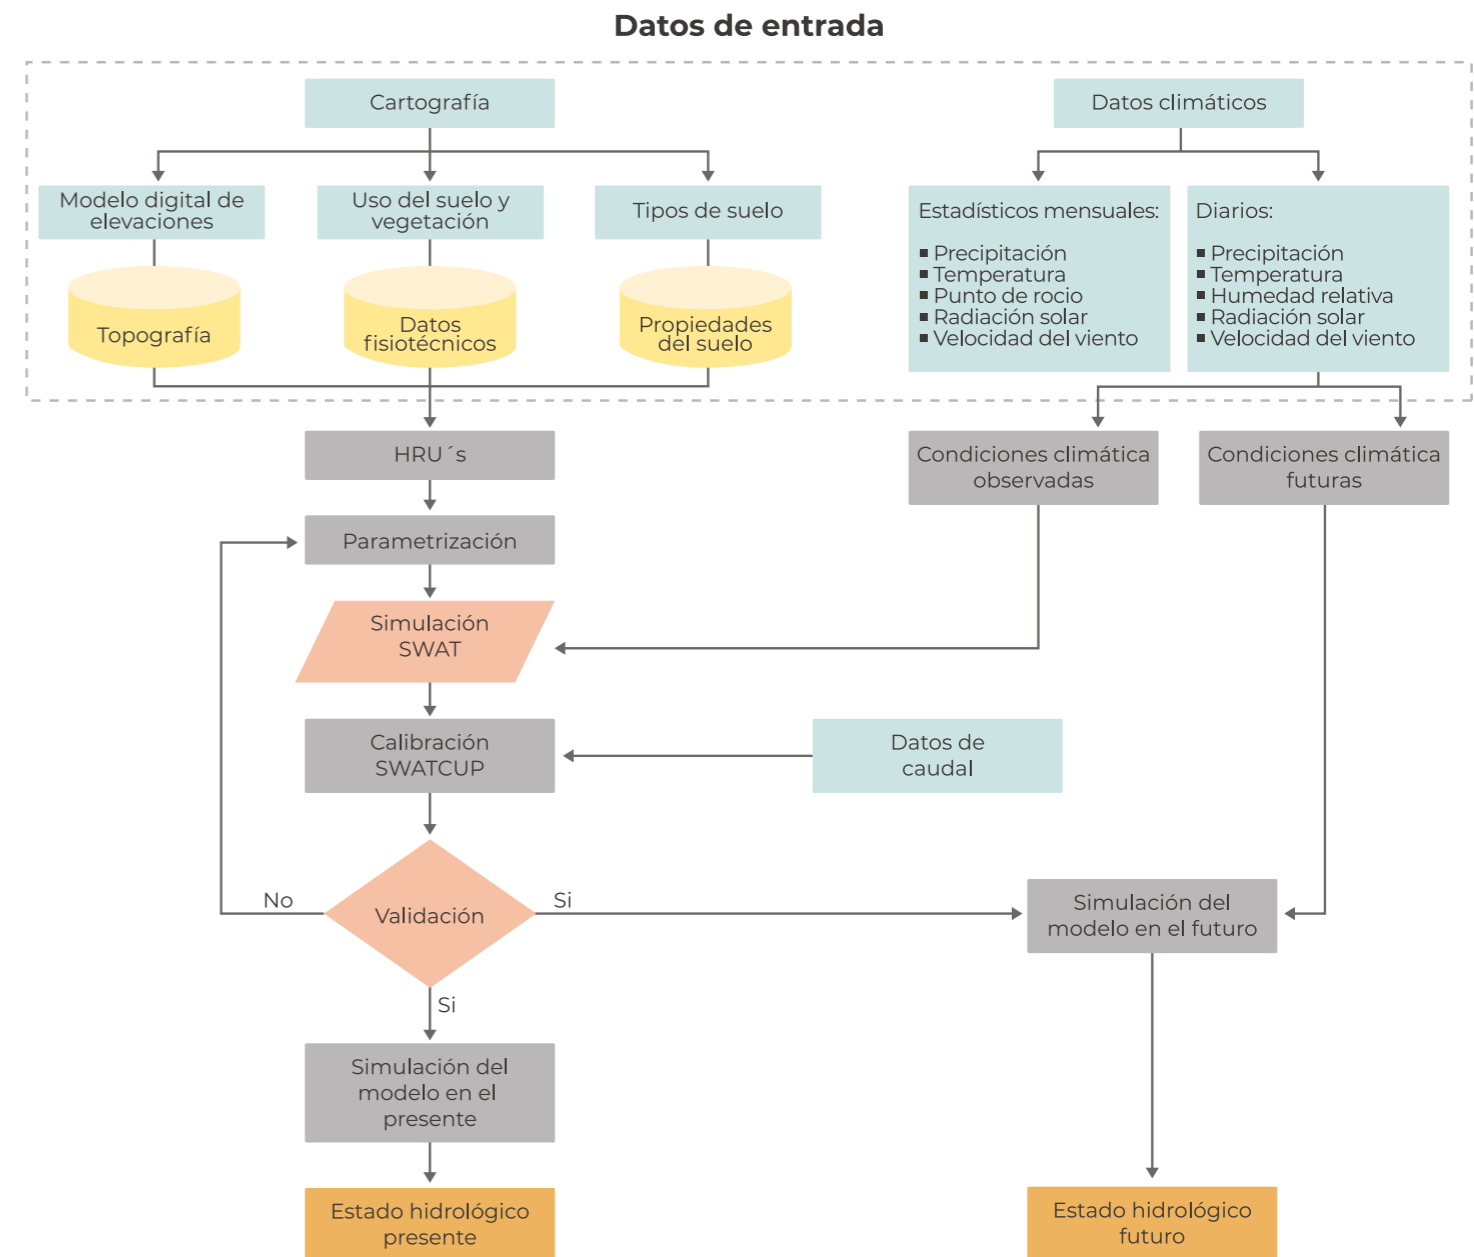 Datos de entrada
Cartografía
Datos climáticos
Modelo digital de
elevaciones
Uso del suelo y
vegetación
Tipos de suelo
Estadísticos mensuales:
▪ Precipitación
▪ Temperatura
▪ Punto de rocio
▪ Radiación solar
▪ Velocidad del viento
Diarios:
▪ Precipitación
▪ Temperatura
▪ Humedad relativa
▪ Radiación solar
▪ Velocidad del viento
Topografía
Datos
fisiotécnicos
Propiedades
del suelo
HRU´s
Condiciones climática
observadas
Condiciones climática
futuras
Parametrización
Simulación
SWAT
Calibración
SWATCUP
Datos de
caudal
No
Validación
Si
Simulación del
modelo en el futuro
Si
Simulación del
modelo en el
presente
Estado hidrológico
presente
Estado hidrológico
futuro